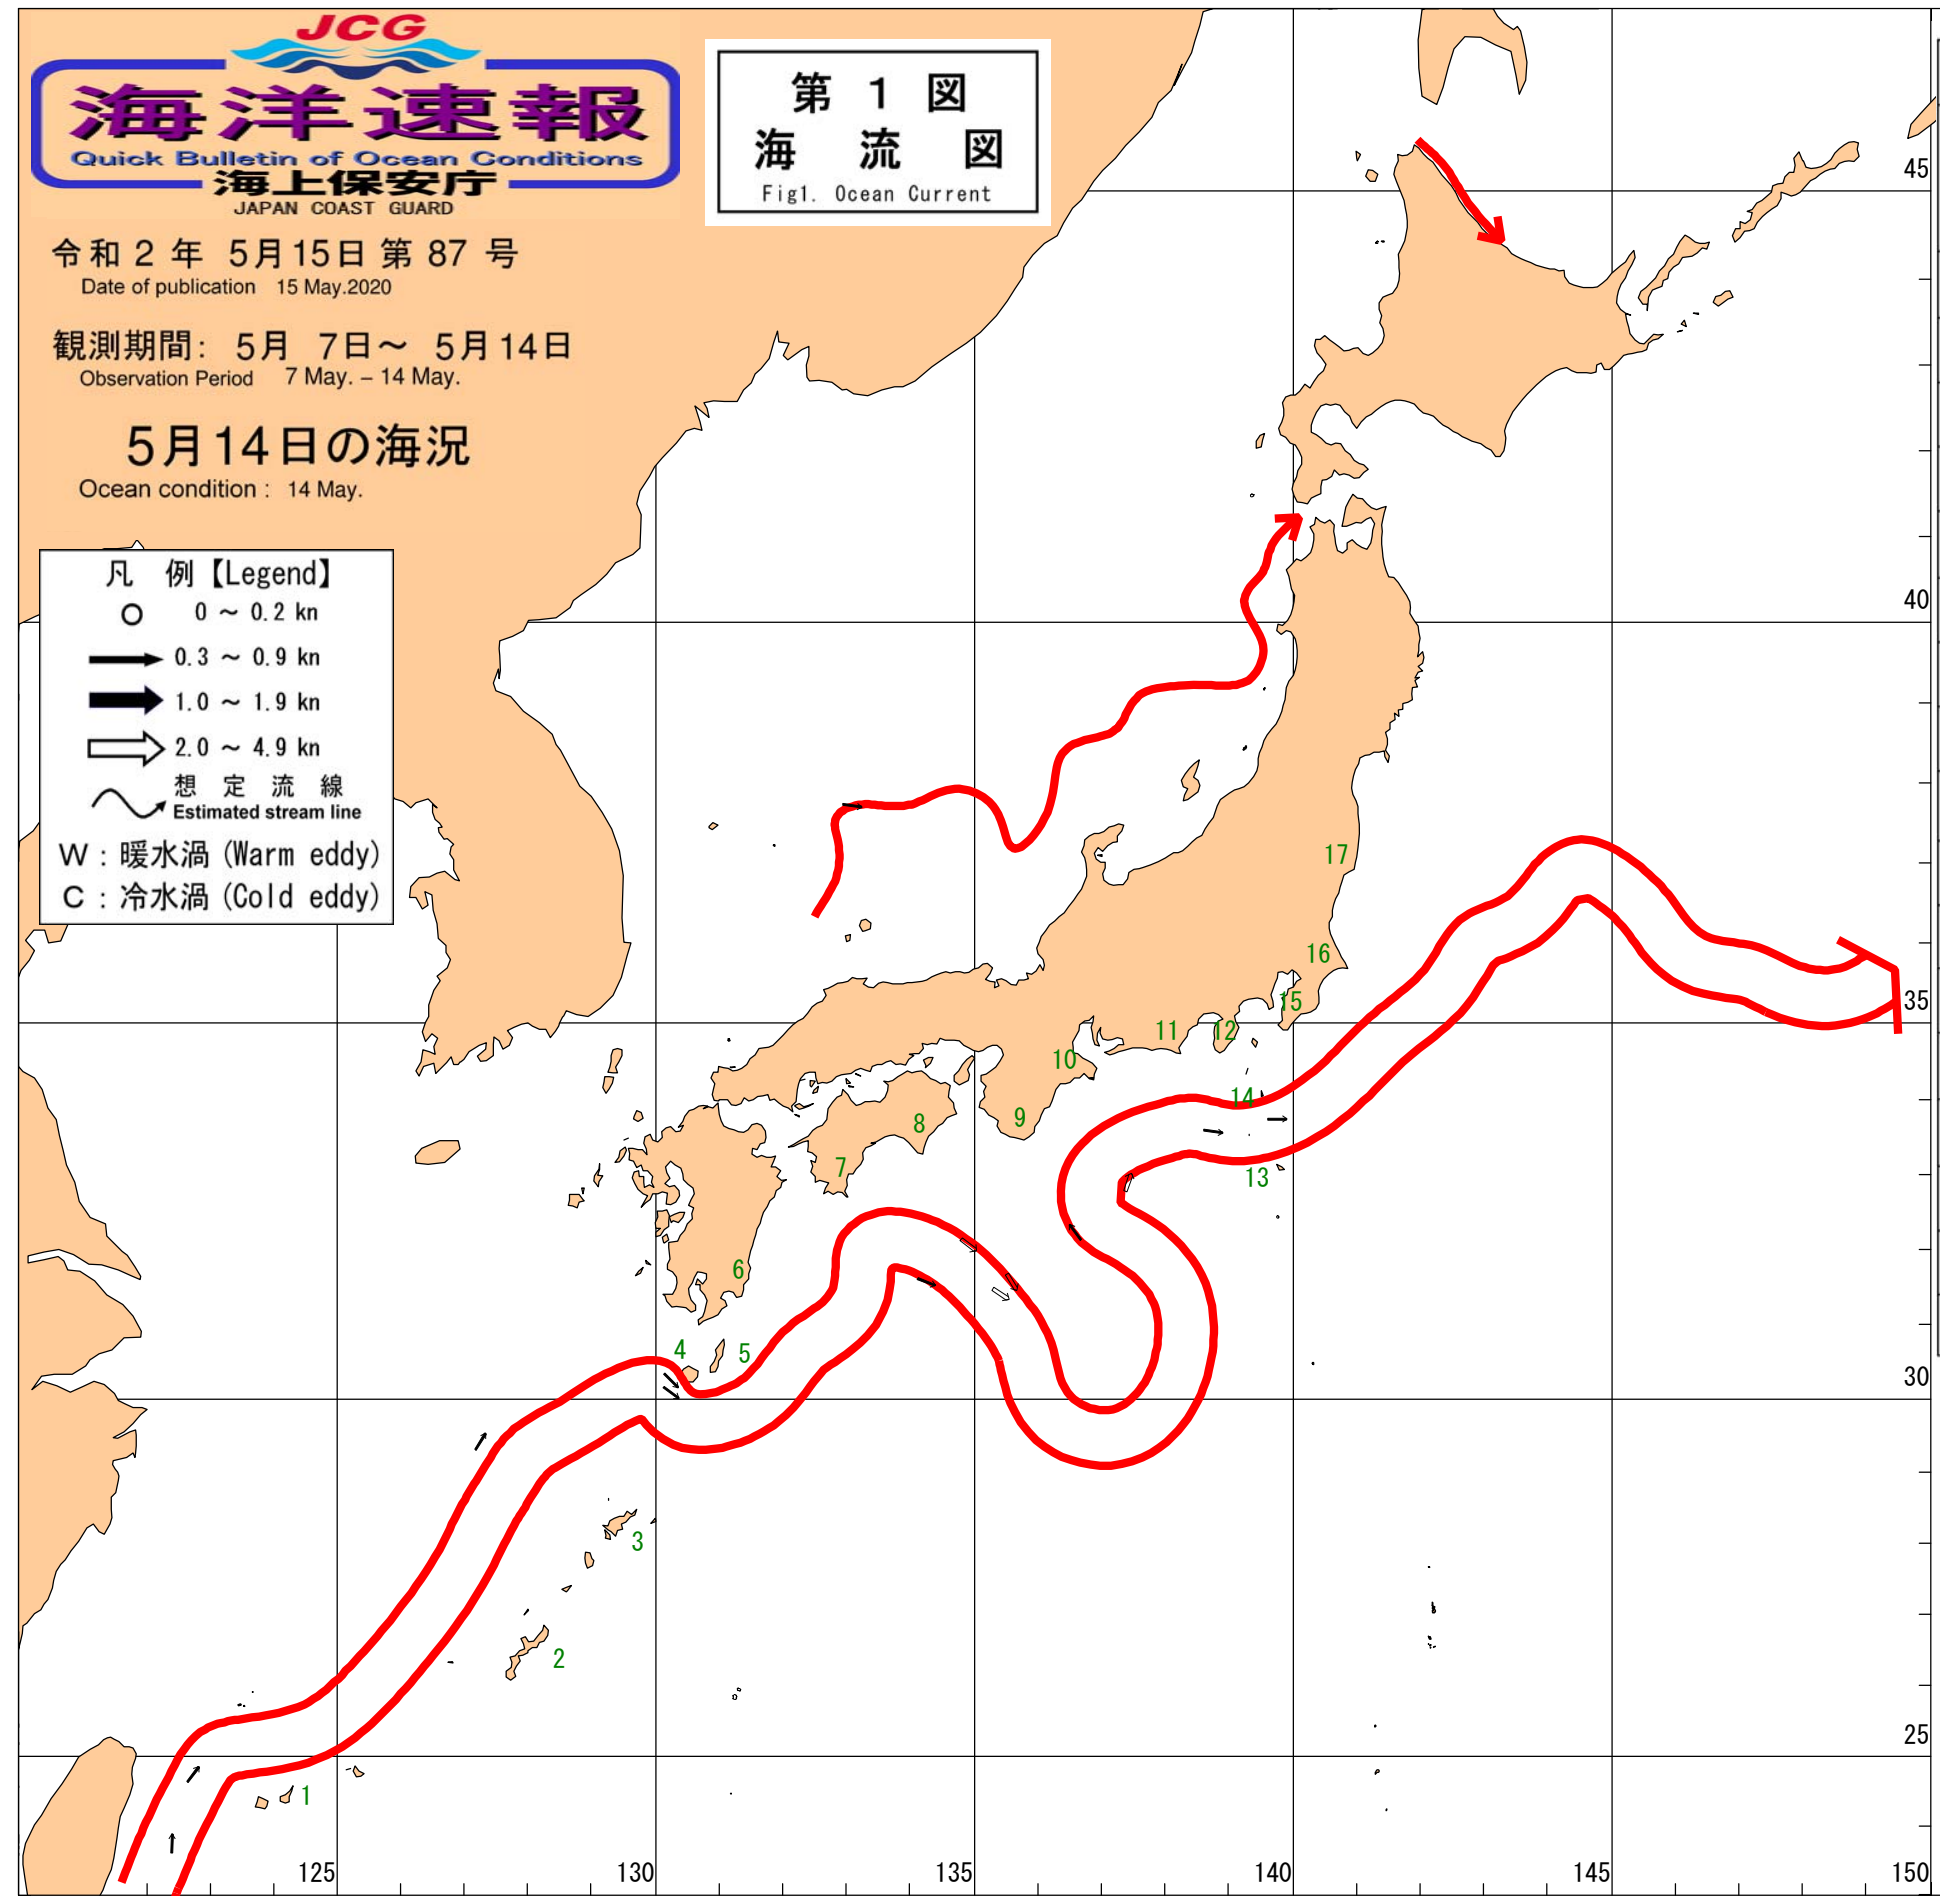 JCG
海洋速報
Quick Bulletin of Ocean Conditions
海上保安庁
JAPAN COAST GUARD
第 1 図
海 流 図
Fig1. Ocean Current
令和 2 年 5月15日 第 87 号
Date of publication 15 May.2020
観測期間: 5月 7日～ 5月14日
Observation Period 7 May. – 14 May.
5月14日の海況
Ocean condition : 14 May.
凡 例【Legend】
0 ～ 0.2 kn
0.3 ～ 0.9 kn
1.0 ～ 1.9 kn
2.0 ～ 4.9 kn
想 定 流 線
Estimated stream line
W : 暖水渦 (Warm eddy)
C : 冷水渦 (Cold eddy)
45
40
35
30
25
17
16
15
12
11
10
14
9
8
7
13
6
4
5
3
2
1
125
130
135
140
145
150